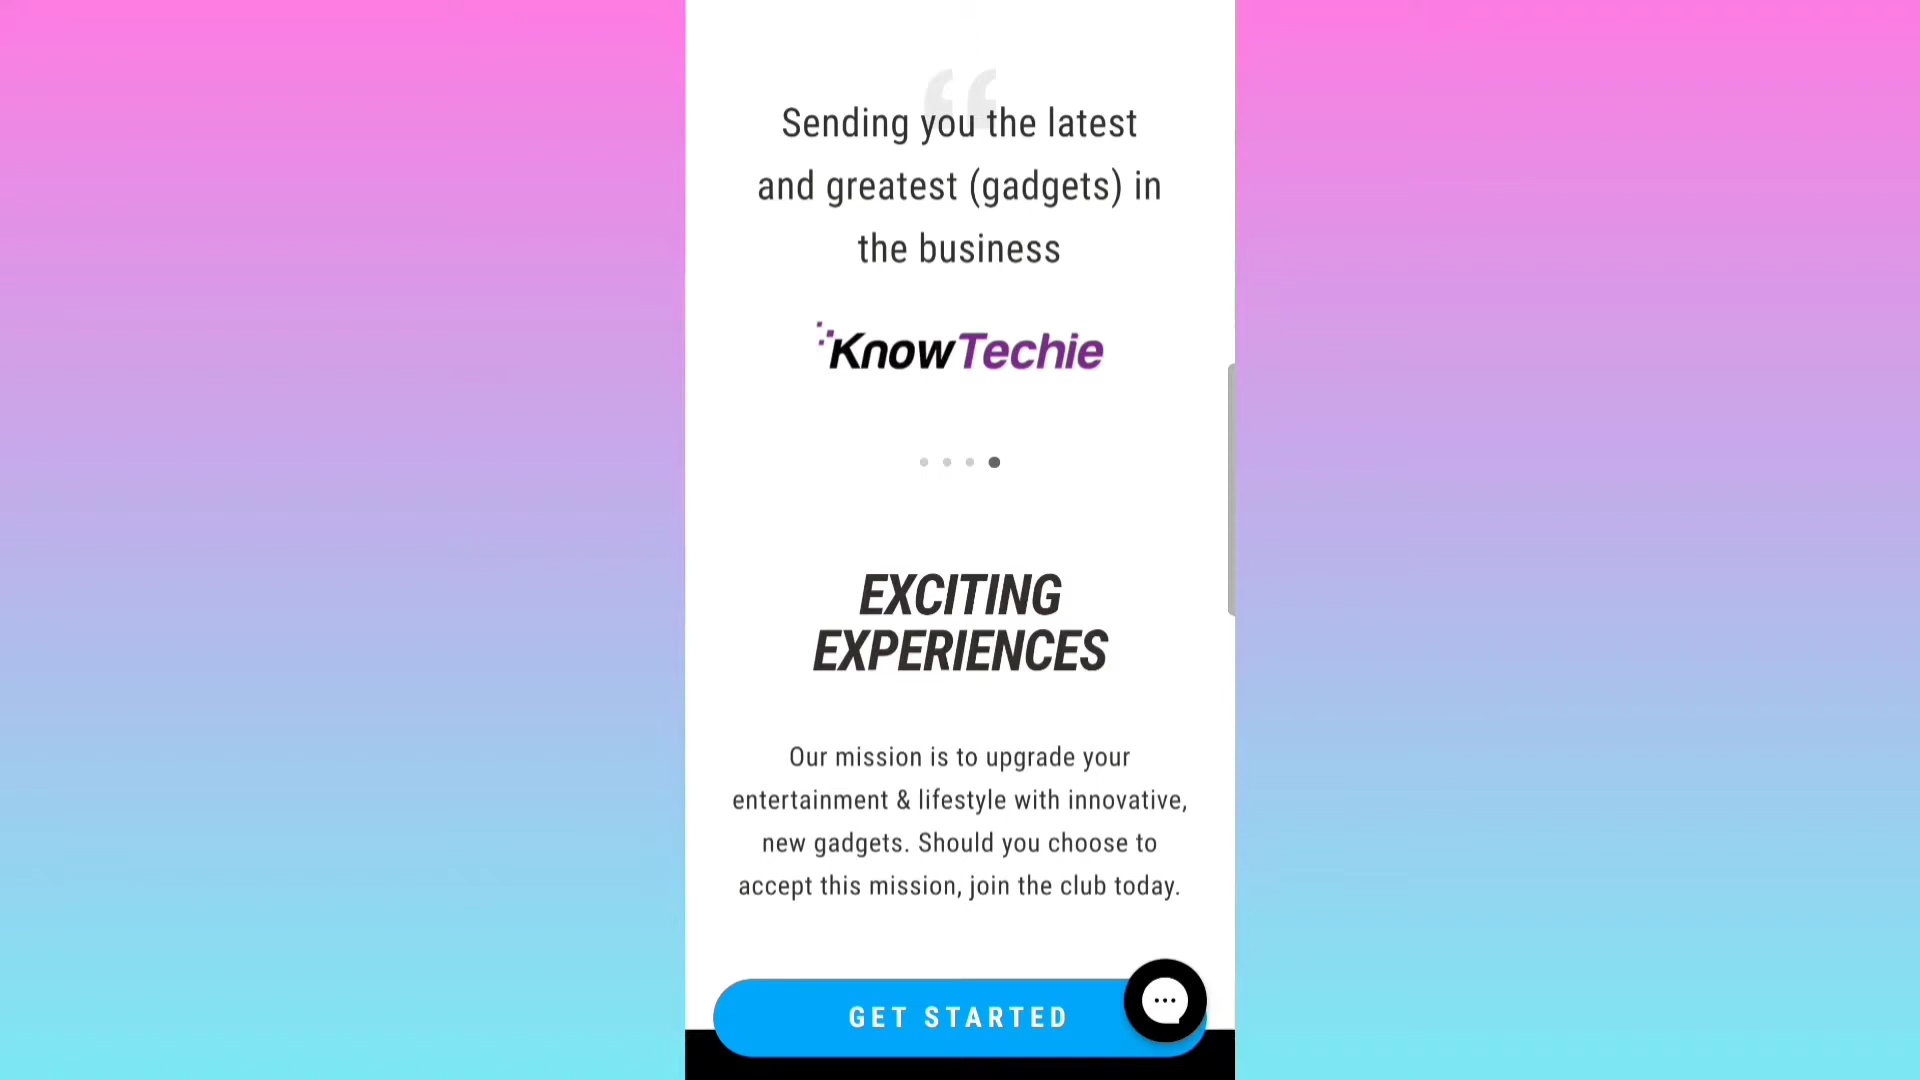 Sending you the latest
and greatest (gadgets) in
the business
KnowTechie
EXCITING
EXPERIENCES
Our mission is to upgrade your
entertainment & lifestyle with innovative,
new gadgets. Should you choose to
accept this mission, join the club today.
GET STARTED